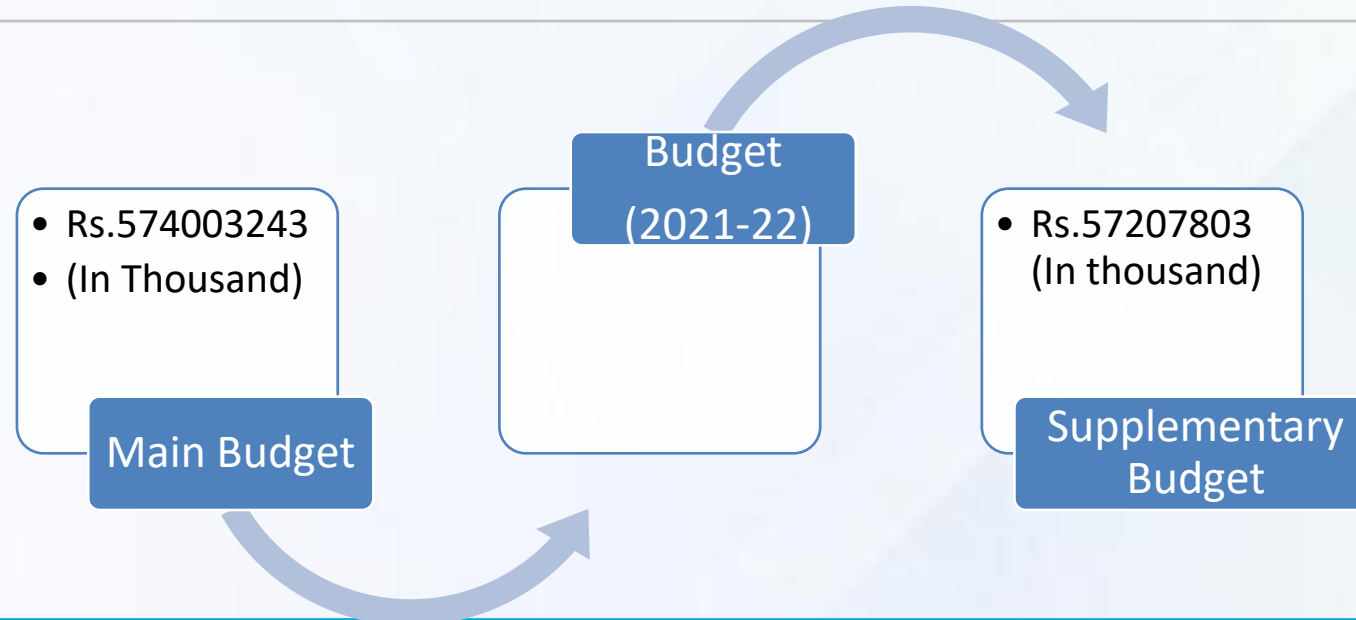 • Rs.574003243
• (In Thousand)
Main Budget
Budget
(2021-22)
• Rs.57207803
(In thousand)
Supplementary
Budget